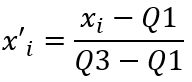 x'ᵢ = (xᵢ − Q1) / (Q3 − Q1)